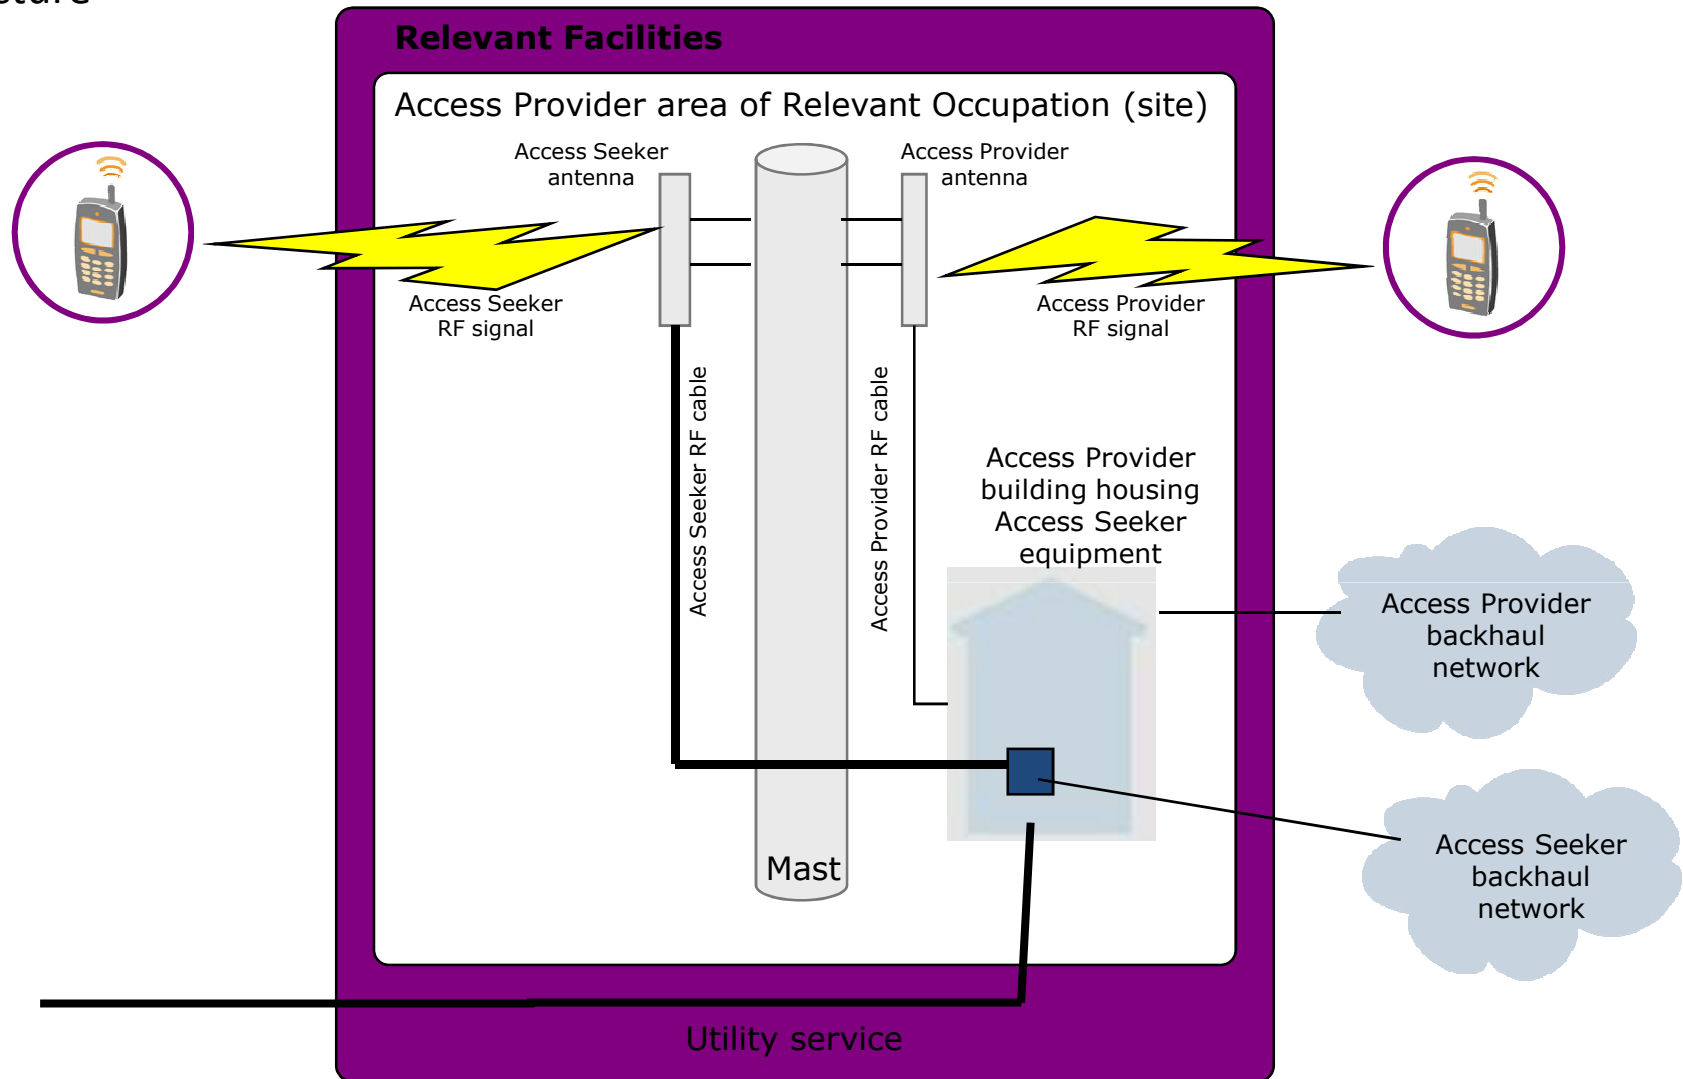 Relevant Facilities
Access Provider area of Relevant Occupation (site)
Access Seeker
antenna
Access Provider
antenna
Access Seeker
RF signal
Access Provider
RF signal
Access Seeker RF cable
Access Provider RF cable
Access Provider
building housing
Access Seeker
equipment
Access Provider
backhaul
network
Access Seeker
backhaul
network
Mast
Utility service